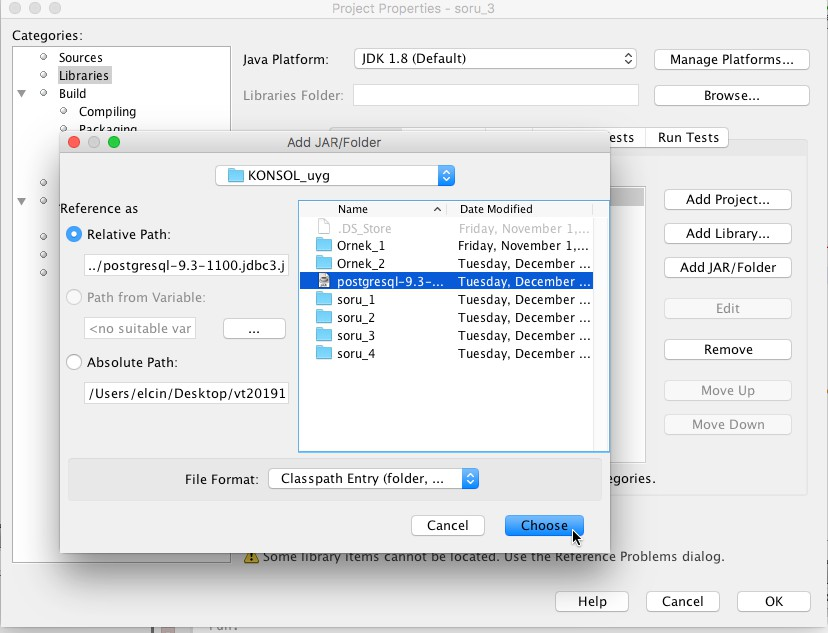 Project Properties - soru_3
Categories:
Sources
Libraries
Build
Compiling
Packaging
Java Platform:
JDK 1.8 (Default)
Manage Platforms...
Libraries Folder:
Browse...
ests
Run Tests
Add JAR/Folder
KONSOL_uyg
Reference as
Relative Path:
../postgresql-9.3-1100.jdbc3.j
Path from Variable:
<no suitable var
...
Absolute Path:
/Users/elcin/Desktop/vt20191
Name
Date Modified
.DS_Store Friday, November 1,...
Ornek_1 Friday, November 1,...
Ornek_2 Tuesday, December ...
postgresql-9.3-... Tuesday, December ...
soru_1 Tuesday, December ...
soru_2 Tuesday, December ...
soru_3 Tuesday, December ...
soru_4 Tuesday, December ...
File Format:
Classpath Entry (folder, ...
Cancel
Choose
Add Project...
Add Library...
Add JAR/Folder
Edit
Remove
Move Up
Move Down
egories.
Some library items cannot be located. Use the Reference Problems dialog.
Help
Cancel
OK